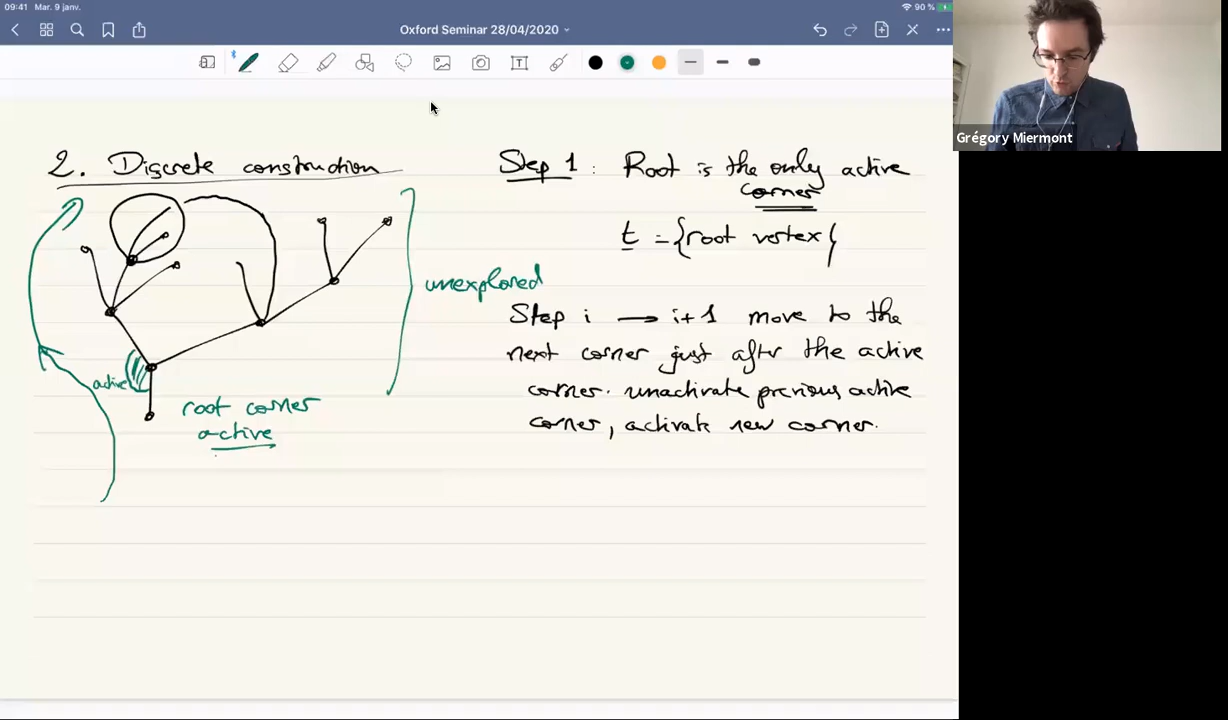 09:41 Mar. 9 janv.
90 %
Oxford Seminar 28/04/2020
Grégory Miermont
2. Discrete construction
unexplored
active
root corner
active
Step 1 : Root is the only active
corner
t = {root vertex}
Step i → i+1 move to the
next corner just after the active
corner. unactivate previous active
corner, activate new corner.